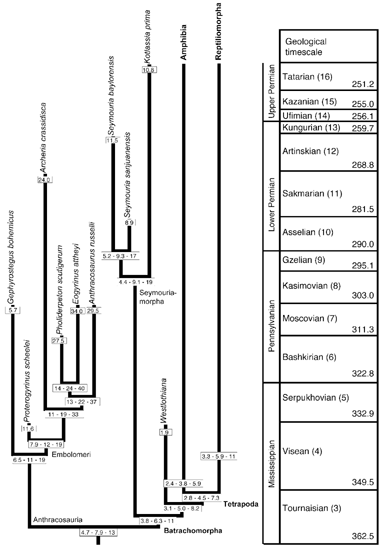 Gephyrostegus bohemicus
5.7
Proterogyrinus scheelei
11.6
Archeria crassidisca
24.0
Pholiderpeton scutigerum
27.5
Eogyrinus attheyi
34.0
Anthracosaurus russelli
29.5
Seymouria baylorensis
11.5
Seymouria sanjuanensis
8.9
Kotlassia prima
10.8
Westlothiana
1.9
Amphibia
Reptiliomorpha
5.2 - 9.3 - 17
4.4 - 9.1 - 19
Seymouria-
morpha
14 - 24 - 40
13 - 22 - 37
11 - 19 - 33
7.9 - 12 - 19
Embolomeri
6.5 - 11 - 19
3.3 - 5.9 - 11
2.4 - 3.8 - 5.9
2.8 - 4.5 - 7.3
Tetrapoda
3.1 - 5.0 - 8.2
3.8 - 6.3 - 11
Anthracosauria
Batrachomorpha
4.7 - 7.9 - 13
Geological
timescale
Upper Permian
Tatarian (16)
251.2
Kazanian (15)
255.0
Ufimian (14) 256.1
Lower Permian
Kungurian (13) 259.7
Artinskian (12)
268.8
Sakmarian (11)
281.5
Asselian (10)
290.0
Pennsylvanian
Gzelian (9)
295.1
Kasimovian (8)
303.0
Moscovian (7)
311.3
Bashkirian (6)
322.8
Mississippian
Serpukhovian (5)
332.9
Visean (4)
349.5
Tournaisian (3)
362.5